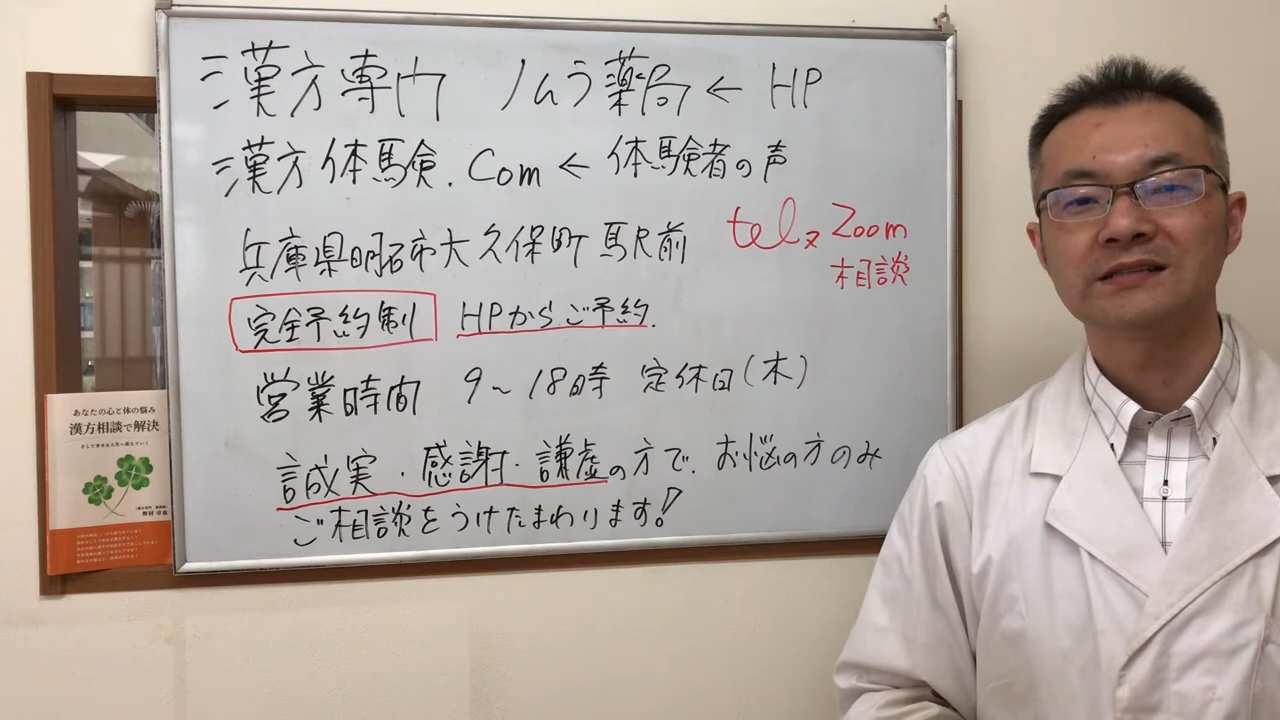 漢方専門 ノムラ薬局 ← HP
漢方体験.Com ← 体験者の声
兵庫県明石市大久保町 駅前
tel z Zoom
相談
完全予約制 HPからご予約.
営業時間 9～18時 定休日(木)
誠実・感謝・謙虚の方で、お悩の方のみ
ご相談をうけたまわります!
あなたの心と体の悩み
漢方相談で解決